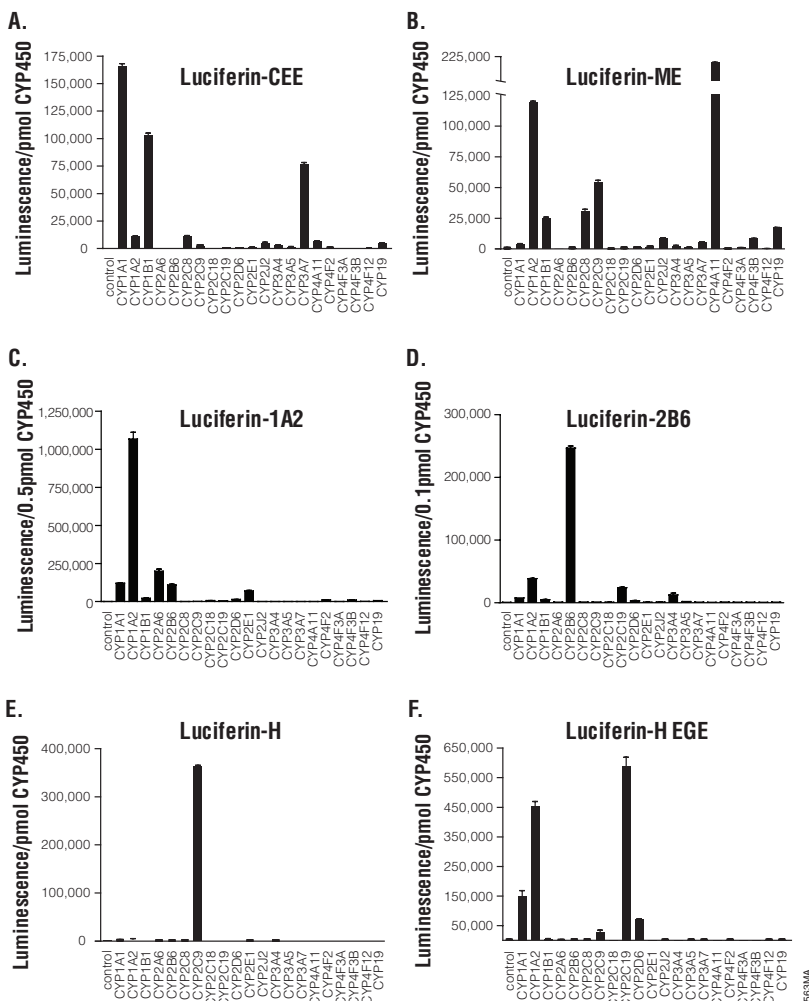 A.
Luciferin-CEE
Luminescence/pmol CYP450
175,000
150,000
125,000
100,000
75,000
50,000
25,000
0
control
CYP1A1
CYP1A2
CYP1B1
CYP2A6
CYP2B6
CYP2C8
CYP2C9
CYP2C18
CYP2C19
CYP2D6
CYP2E1
CYP2J2
CYP3A4
CYP3A5
CYP3A7
CYP4A11
CYP4F2
CYP4F3A
CYP4F3B
CYP4F12
CYP19
B.
Luciferin-ME
Luminescence/pmol CYP450
225,000
125,000
100,000
75,000
50,000
25,000
0
control
CYP1A1
CYP1A2
CYP1B1
CYP2A6
CYP2B6
CYP2C8
CYP2C9
CYP2C18
CYP2C19
CYP2D6
CYP2E1
CYP2J2
CYP3A4
CYP3A5
CYP3A7
CYP4A11
CYP4F2
CYP4F3A
CYP4F3B
CYP4F12
CYP19
C.
Luciferin-1A2
Luminescence/0.5pmol CYP450
1,250,000
1,000,000
750,000
500,000
250,000
0
control
CYP1A1
CYP1A2
CYP1B1
CYP2A6
CYP2B6
CYP2C8
CYP2C9
CYP2C18
CYP2C19
CYP2D6
CYP2E1
CYP2J2
CYP3A4
CYP3A5
CYP3A7
CYP4A11
CYP4F2
CYP4F3A
CYP4F3B
CYP4F12
CYP19
D.
Luciferin-2B6
Luminescence/0.1pmol CYP450
300,000
200,000
100,000
0
control
CYP1A1
CYP1A2
CYP1B1
CYP2A6
CYP2B6
CYP2C8
CYP2C9
CYP2C18
CYP2C19
CYP2D6
CYP2E1
CYP2J2
CYP3A4
CYP3A5
CYP3A7
CYP4A11
CYP4F2
CYP4F3A
CYP4F3B
CYP4F12
CYP19
E.
Luciferin-H
Luminescence/pmol CYP450
400,000
300,000
200,000
100,000
0
control
CYP1A1
CYP1A2
CYP1B1
CYP2A6
CYP2B6
CYP2C8
CYP2C9
CYP2C18
CYP2C19
CYP2D6
CYP2E1
CYP2J2
CYP3A4
CYP3A5
CYP3A7
CYP4A11
CYP4F2
CYP4F3A
CYP4F3B
CYP4F12
CYP19
F.
Luciferin-H EGE
Luminescence/pmol CYP450
650,000
550,000
450,000
350,000
250,000
150,000
50,000
control
CYP1A1
CYP1A2
CYP1B1
CYP2A6
CYP2B6
CYP2C8
CYP2C9
CYP2C18
CYP2C19
CYP2D6
CYP2E1
CYP2J2
CYP3A4
CYP3A5
CYP3A7
CYP4A11
CYP4F2
CYP4F3A
CYP4F3B
CYP4F12
CYP19